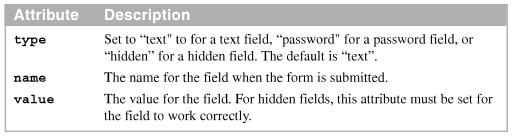 Attribute Description
type Set to “text" to for a text field, “password" for a password field, or
“hidden” for a hidden field. The default is “text”.
name The name for the field when the form is submitted.
value The value for the field. For hidden fields, this attribute must be set for
the field to work correctly.